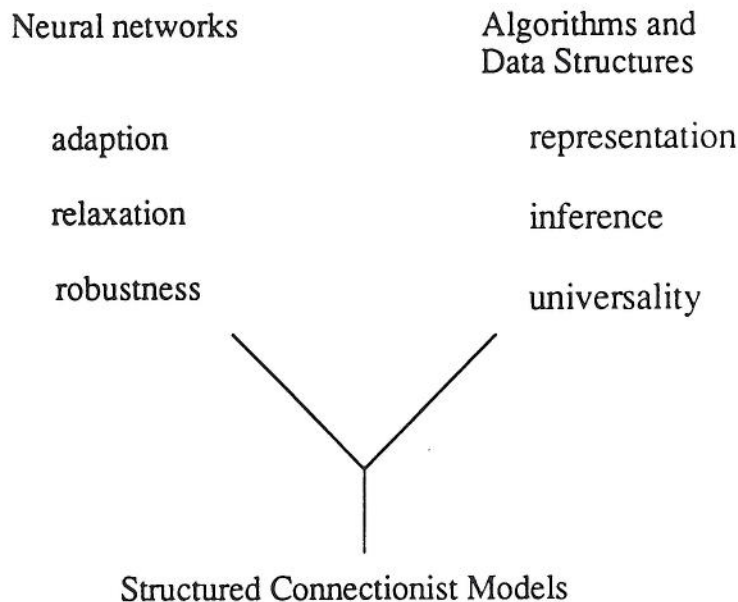 Neural networks
Algorithms and
Data Structures
adaption
representation
relaxation
inference
robustness
universality
Structured Connectionist Models